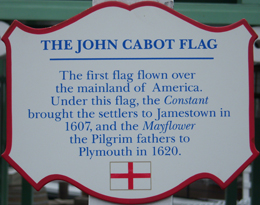 THE JOHN CABOT FLAG
The first flag flown over
the mainland of America.
Under this flag, the Constant
brought the settlers to Jamestown in
1607, and the Mayflower
the Pilgrim fathers to
Plymouth in 1620.